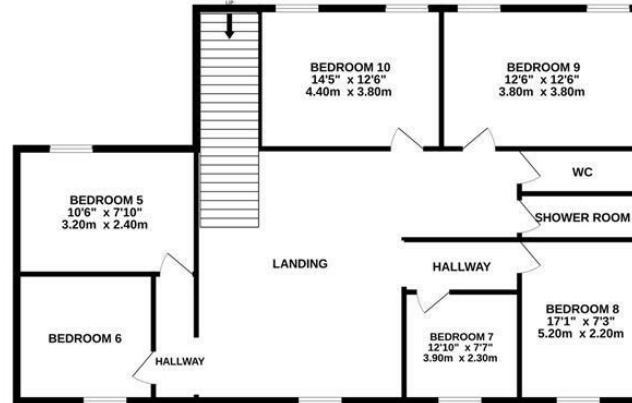 UP
BEDROOM 10
14'5" x 12'6"
4.40m x 3.80m
BEDROOM 9
12'6" x 12'6"
3.80m x 3.80m
WC
BEDROOM 5
10'6" x 7'10"
3.20m x 2.40m
SHOWER ROOM
LANDING
HALLWAY
BEDROOM 8
17'1" x 7'3"
5.20m x 2.20m
BEDROOM 6
BEDROOM 7
12'10" x 7'7"
3.90m x 2.30m
HALLWAY